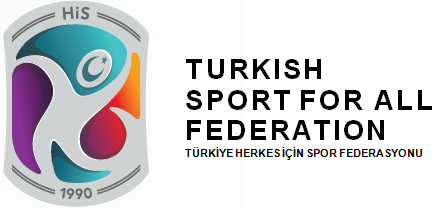 HiS
1990
TURKISH
SPORT FOR ALL
FEDERATION
TÜRKİYE HERKES İÇİN SPOR FEDERASYONU